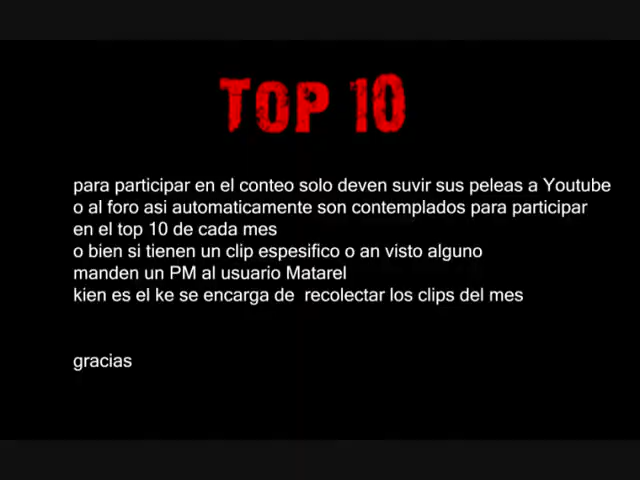 TOP 10
para participar en el conteo solo deven suvir sus peleas a Youtube
o al foro asi automaticamente son contemplados para participar
en el top 10 de cada mes
o bien si tienen un clip espesifico o an visto alguno
manden un PM al usuario Matarel
kien es el ke se encarga de  recolectar los clips del mes
gracias